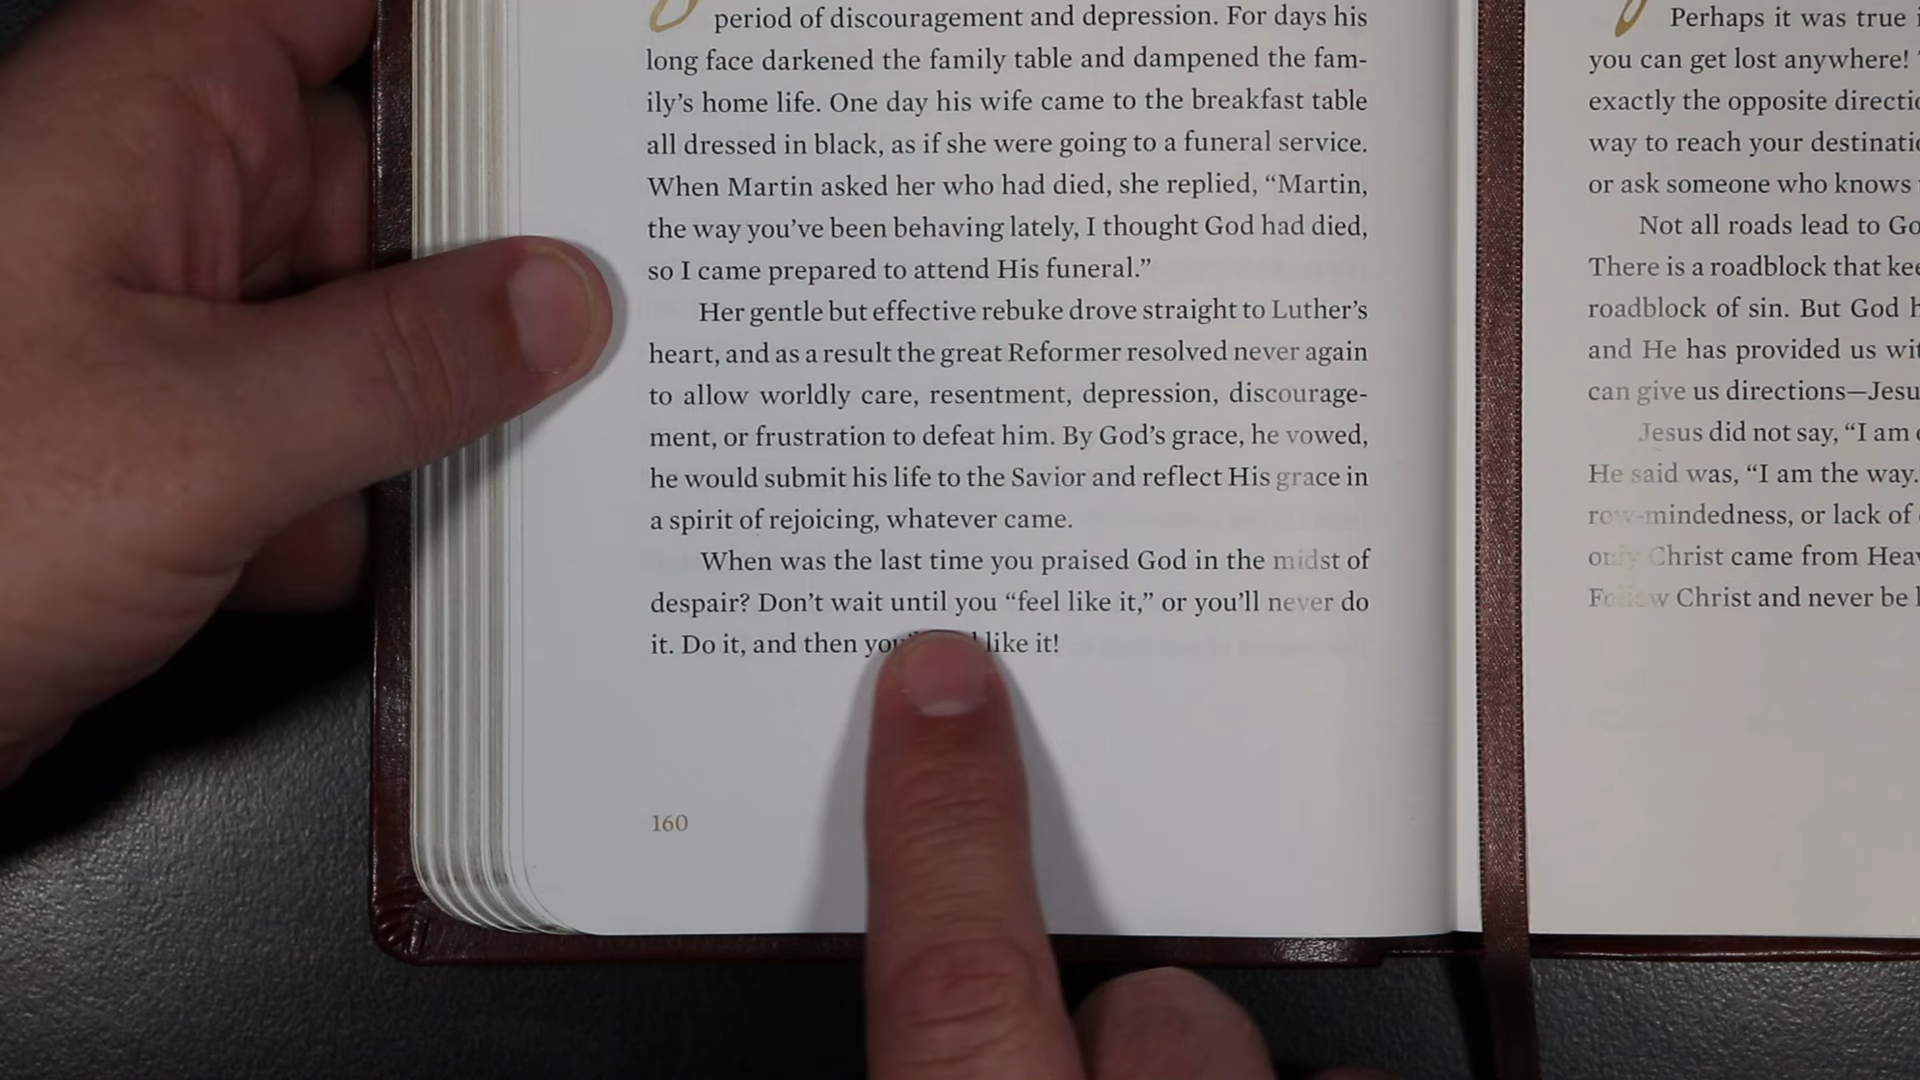 period of discouragement and depression. For days his
long face darkened the family table and dampened the fam-
ily's home life. One day his wife came to the breakfast table
all dressed in black, as if she were going to a funeral service.
When Martin asked her who had died, she replied, “Martin,
the way you've been behaving lately, I thought God had died,
so I came prepared to attend His funeral.”
Her gentle but effective rebuke drove straight to Luther's
heart, and as a result the great Reformer resolved never again
to allow worldly care, resentment, depression, discourage-
ment, or frustration to defeat him. By God's grace, he vowed,
he would submit his life to the Savior and reflect His grace in
a spirit of rejoicing, whatever came.
When was the last time you praised God in the midst of
despair? Don't wait until you “feel like it,” or you'll never do
it. Do it, and then like it!
160
Perhaps it was true
you can get lost anywhere!
exactly the opposite
way to reach your
or ask someone who knows
Not all roads lead to
There is a roadblock that
roadblock of sin. But God
and He has provided us
can give us directions—
Jesus did not say, “I am
He said was, “I am the way.
row-mindedness, or lack of
only Christ came from
Follow Christ and never be